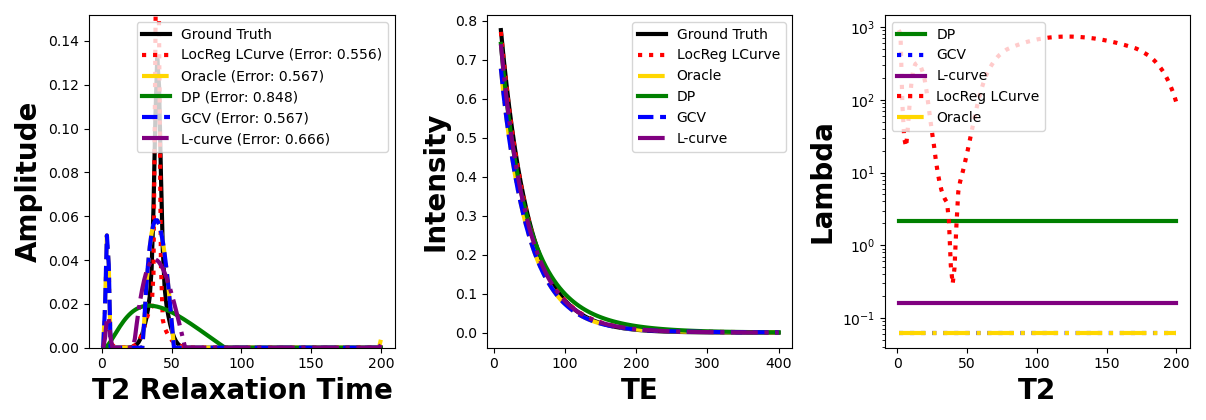 Amplitude
0.14
0.12
0.10
0.08
0.06
0.04
0.02
0.00
Ground Truth
LocReg LCurve (Error: 0.556)
Oracle (Error: 0.567)
DP (Error: 0.848)
GCV (Error: 0.567)
L-curve (Error: 0.666)
0 50 100 150 200
T2 Relaxation Time
Intensity
0.8
0.7
0.6
0.5
0.4
0.3
0.2
0.1
0.0
Ground Truth
LocReg LCurve
Oracle
DP
GCV
L-curve
0 100 200 300 400
TE
Lambda
10³
10²
10¹
10⁰
10⁻¹
DP
GCV
L-curve
LocReg LCurve
Oracle
0 50 100 150 200
T2